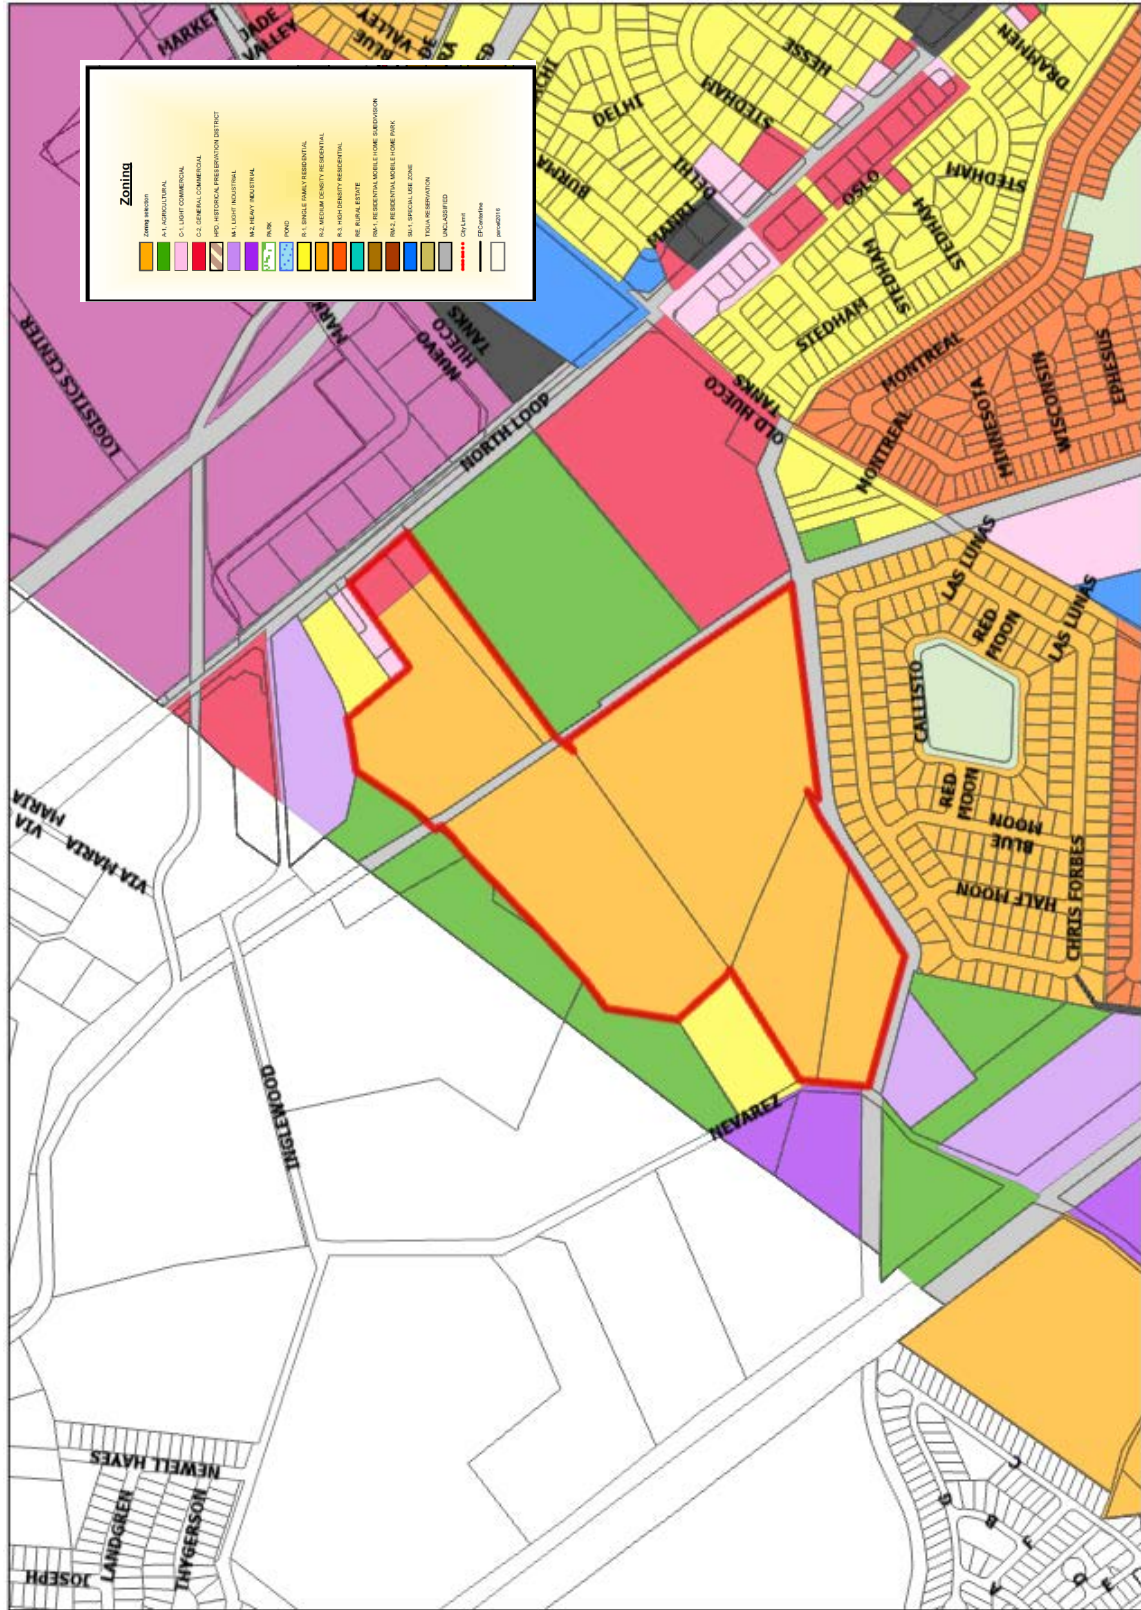 Zoning
Zoning selection
A-1, AGRICULTURAL
C-1, LIGHT COMMERCIAL
C-2, GENERAL COMMERCIAL
HPD, HISTORICAL PRESERVATION DISTRICT
M-1, LIGHT INDUSTRIAL
M-2, HEAVY INDUSTRIAL
PARK
POND
R-1, SINGLE FAMILY RESIDENTIAL
R-2, MEDIUM DENSITY RESIDENTIAL
R-3, HIGH DENSITY RESIDENTIAL
RE, RURAL ESTATE
RM-1, RESIDENTIAL MOBILE HOME SUBDIVISION
RM-2, RESIDENTIAL MOBILE HOME PARK
SU-1, SPECIAL USE ZONE
TIGUA RESERVATION
UNCLASSIFIED
CityLimit
EPCenterline
parcel2016
MARKET
JADE
VALLEY
BLUE
VALLEY
HESSE
DRAMMEN
DELHI
STEDHAM
BURMA
DELHI
MAHRT
OSLO
STEDHAM
STEDHAM
STEDHAM
STEDHAM
LOGISTICS CENTER
NUEVO
HUECO
TANKS
NORTH LOOP
OLD HUECO
TANKS
MONTREAL
MONTREAL
MINNESOTA
WISCONSIN
EPHESUS
LAS LUNAS
RED
MOON
LAS LUNAS
CALLISTO
RED
MOON
BLUE
MOON
HALF MOON
CHRIS FORBES
VIA
MARIA
VIA MARIA
INGLEWOOD
NEVAREZ
NEWELL HAYES
LANDGREN
THYGERSON
JOSEPH
C
G
B
F
A
D
E